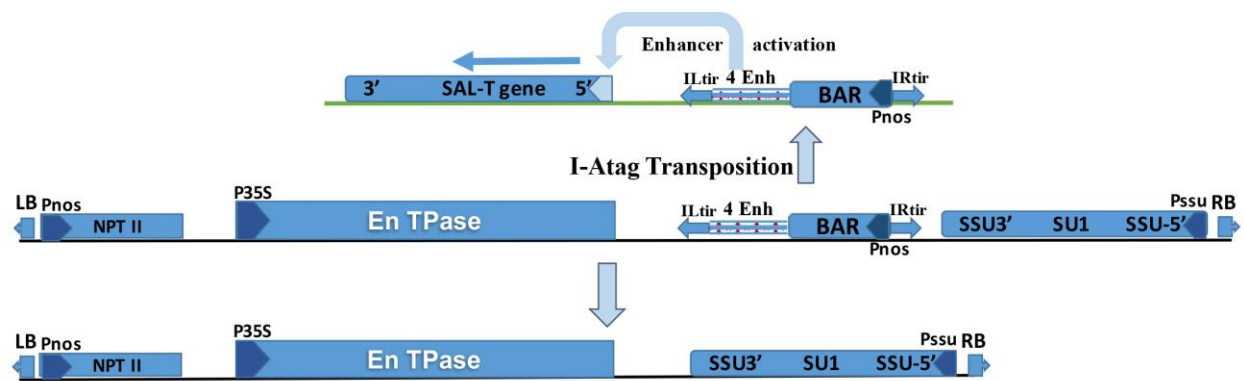 Enhancer activation
ILtir 4 Enh IRtir
3’ SAL-T gene 5’ BAR
Pnos
I-Atag Transposition
LB Pnos P35S ILtir 4 Enh IRtir Pssu RB
NPT II En TPase BAR SSU3’ SU1 SSU-5’
Pnos
LB Pnos P35S Pssu RB
NPT II En TPase SSU3’ SU1 SSU-5’